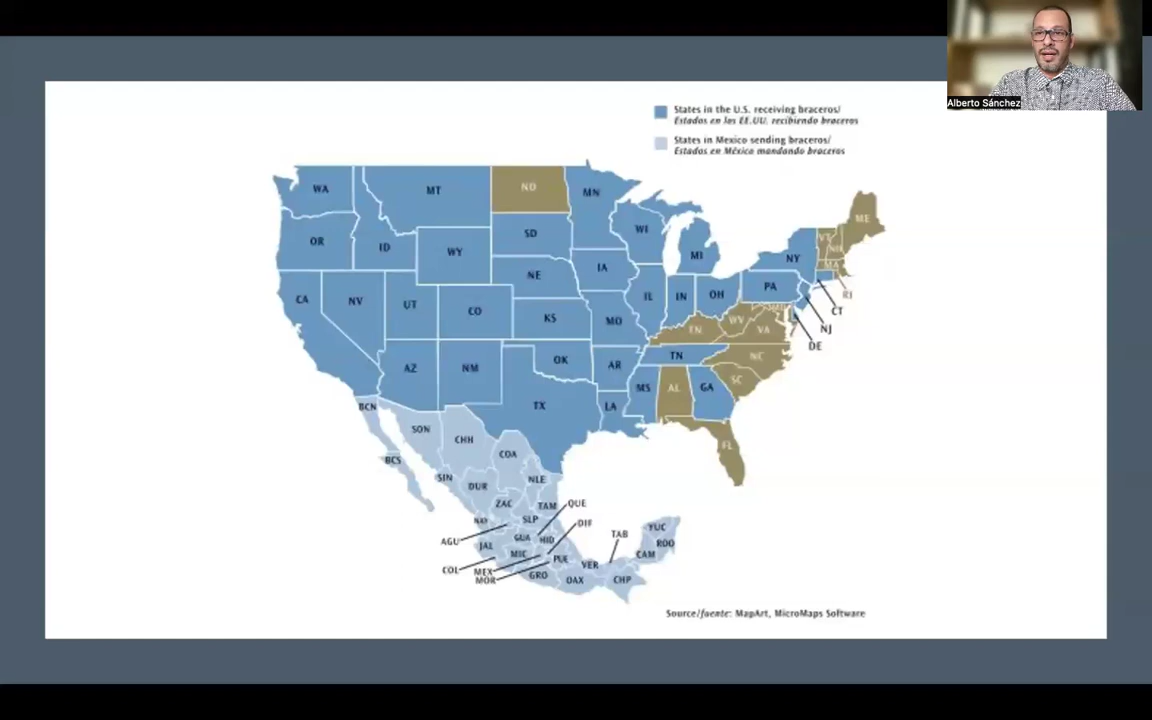 Alberto Sánchez
States in the U.S. receiving braceros/
Estados en las EE.UU. recibiendo braceros
States in Mexico sending braceros/
Estados en México mandando braceros
WA
MT
ND
MN
ME
OR
ID
WY
SD
WI
MI
NY
VT
NH
MA
CA
NV
UT
CO
NE
IA
IL
IN
OH
PA
RI
CT
NJ
DE
KS
MO
WV
VA
AZ
NM
OK
AR
TN
NC
TX
LA
MS
AL
GA
SC
FL
BCN
SON
CHH
COA
BCS
SIN
DUR
NLE
ZAC
TAM
QUE
NAY
SLP
DIF
AGU
JAL
GUA
HID
TAB
YUC
ROO
COL
MIC
MEX
PUE
VER
CAM
MOR
GRO
OAX
CHP
Source/fuente: MapArt, MicroMaps Software